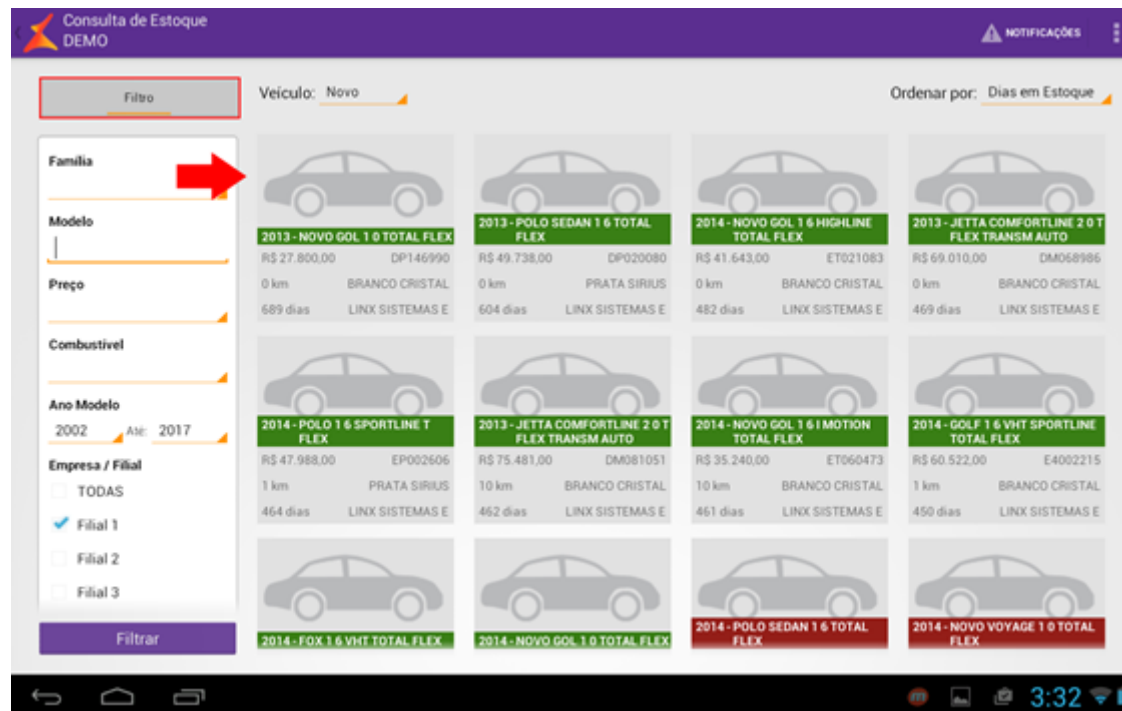 Consulta de Estoque
DEMO
NOTIFICAÇÕES
Filtro
Veículo: Novo
Ordenar por: Dias em Estoque
Família
Modelo
Preço
Combustível
Ano Modelo
2002 Até: 2017
Empresa / Filial
TODAS
Filial 1
Filial 2
Filial 3
Filtrar
2013 - NOVO GOL 1 0 TOTAL FLEX
R$ 27.800,00 DP146990
0 km BRANCO CRISTAL
689 dias LINX SISTEMAS E
2013 - POLO SEDAN 1 6 TOTAL
FLEX
R$ 49.738,00 DP020080
0 km PRATA SIRIUS
604 dias LINX SISTEMAS E
2014 - NOVO GOL 1 6 HIGHLINE
TOTAL FLEX
R$ 41.643,00 ET021083
0 km BRANCO CRISTAL
482 dias LINX SISTEMAS E
2013 - JETTA COMFORTLINE 2 0 T
FLEX TRANSM AUTO
R$ 69.010,00 DM068986
0 km BRANCO CRISTAL
469 dias LINX SISTEMAS E
2014 - POLO 1 6 SPORTLINE T
FLEX
R$ 47.988,00 EP002606
1 km PRATA SIRIUS
464 dias LINX SISTEMAS E
2013 - JETTA COMFORTLINE 2 0 T
FLEX TRANSM AUTO
R$ 75.481,00 DM081051
10 km BRANCO CRISTAL
462 dias LINX SISTEMAS E
2014 - NOVO GOL 1 6 I MOTION
TOTAL FLEX
R$ 35.240,00 ET060473
10 km BRANCO CRISTAL
461 dias LINX SISTEMAS E
2014 - GOLF 1 6 VHT SPORTLINE
TOTAL FLEX
R$ 60.522,00 E4002215
1 km BRANCO CRISTAL
450 dias LINX SISTEMAS E
2014 - FOX 1 6 VHT TOTAL FLEX
2014 - NOVO GOL 1 0 TOTAL FLEX
2014 - POLO SEDAN 1 6 TOTAL
FLEX
2014 - NOVO VOYAGE 1 0 TOTAL
FLEX
3:32